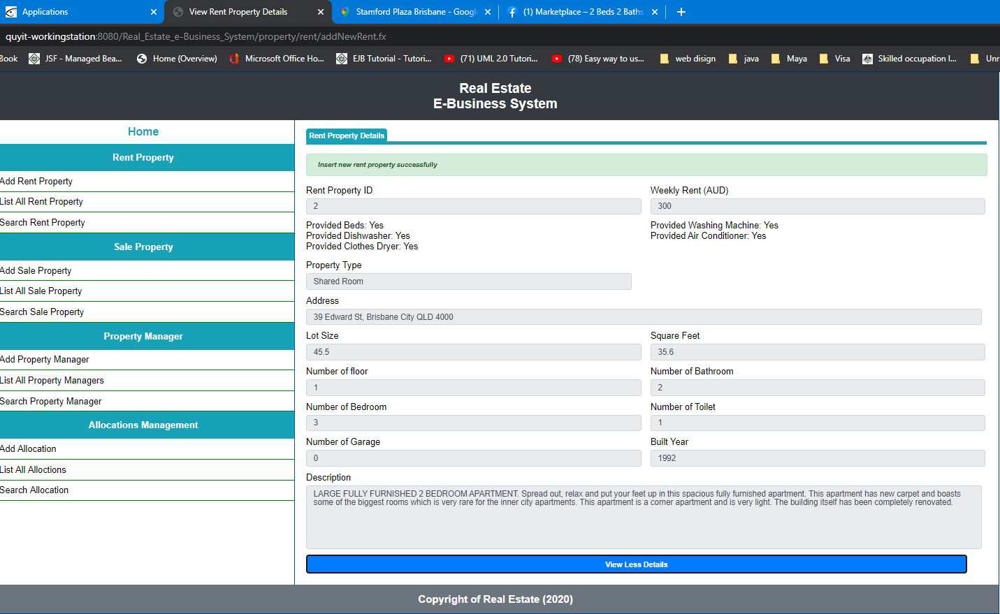 Applications
View Rent Property Details
Stamford Plaza Brisbane - Googl
(1) Marketplace – 2 Beds 2 Baths
quyit-workingstation:8080/Real_Estate_e-Business_System/property/rent/addNewRent.fx
Book
JSF - Managed Bea...
Home (Overview)
Microsoft Office Ho...
EJB Tutorial - Tutori...
(71) UML 2.0 Tutori...
(78) Easy way to us...
web disign
java
Maya
Visa
Skilled occupation l...
Unr
Real Estate
E-Business System
Home
Rent Property
Add Rent Property
List All Rent Property
Search Rent Property
Sale Property
Add Sale Property
List All Sale Property
Search Sale Property
Property Manager
Add Property Manager
List All Property Managers
Search Property Manager
Allocations Management
Add Allocation
List All Alloctions
Search Allocation
Rent Property Details
Insert new rent property successfully
Rent Property ID
2
Weekly Rent (AUD)
300
Provided Beds: Yes
Provided Dishwasher: Yes
Provided Clothes Dryer: Yes
Provided Washing Machine: Yes
Provided Air Conditioner: Yes
Property Type
Shared Room
Address
39 Edward St, Brisbane City QLD 4000
Lot Size
45.5
Square Feet
35.6
Number of floor
1
Number of Bathroom
2
Number of Bedroom
3
Number of Toilet
1
Number of Garage
0
Built Year
1992
Description
LARGE FULLY FURNISHED 2 BEDROOM APARTMENT. Spread out, relax and put your feet up in this spacious fully furnished apartment. This apartment has new carpet and boasts
some of the biggest rooms which is very rare for the inner city apartments. This apartment is a corner apartment and is very light. The building itself has been completely renovated.
View Less Details
Copyright of Real Estate (2020)